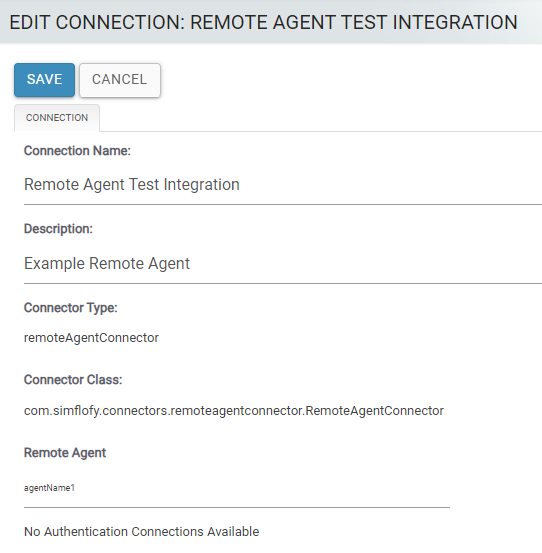 EDIT CONNECTION: REMOTE AGENT TEST INTEGRATION
SAVE CANCEL
CONNECTION
Connection Name:
Remote Agent Test Integration
Description:
Example Remote Agent
Connector Type:
remoteAgentConnector
Connector Class:
com.simflofy.connectors.remoteagentconnector.RemoteAgentConnector
Remote Agent
agentName1
No Authentication Connections Available